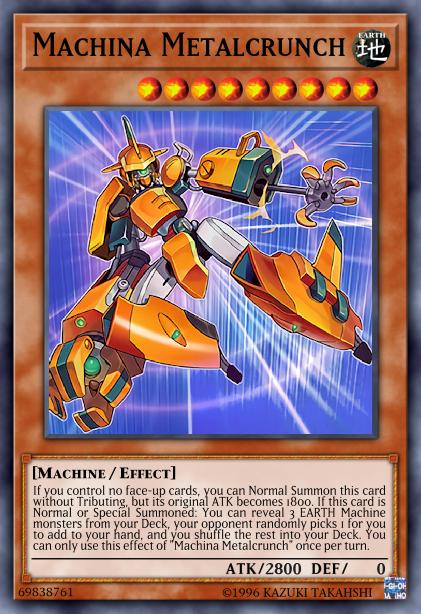 MACHINA METALCRUNCH
EARTH
地
[MACHINE / EFFECT]
If you control no face-up cards, you can Normal Summon this card
without Tributing, but its original ATK becomes 1800. If this card is
Normal or Special Summoned: You can reveal 3 EARTH Machine
monsters from your Deck, your opponent randomly picks 1 for you
to add to your hand, and you shuffle the rest into your Deck. You
can only use this effect of "Machina Metalcrunch" once per turn.
ATK/2800 DEF/ 0
69838761
©1996 KAZUKI TAKAHSHI